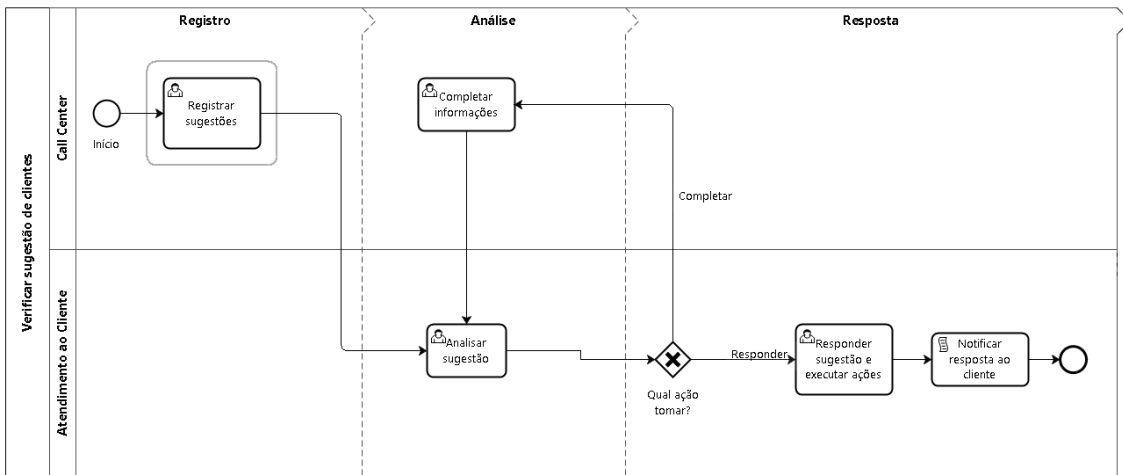 Verificar sugestão de clientes
Registro
Análise
Resposta
Call Center
Início
Registrar
sugestões
Completar
informações
Completar
Atendimento ao Cliente
Analisar
sugestão
Qual ação
tomar?
Responder
Responder
sugestão e
executar ações
Notificar
resposta ao
cliente